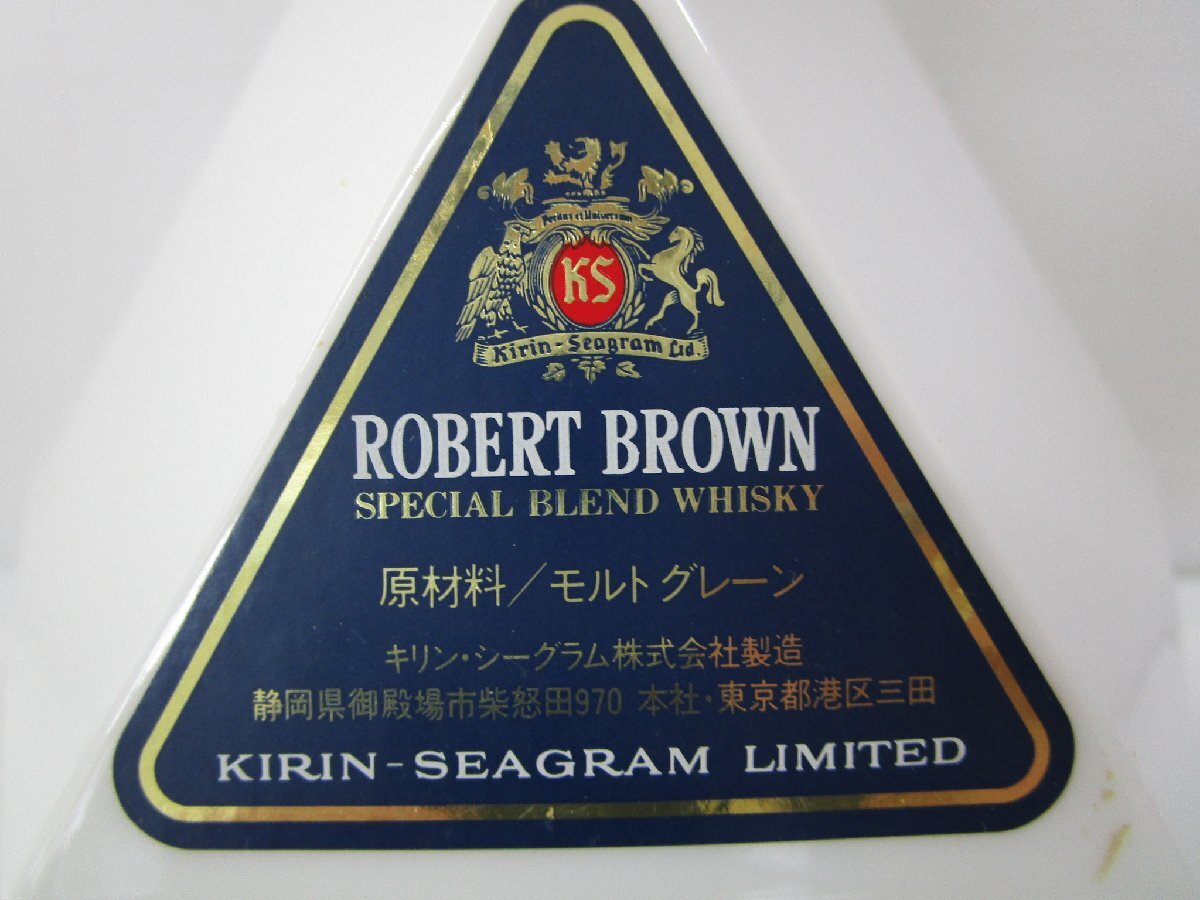 KS
Kirin-Seagram Ltd.
ROBERT BROWN
SPECIAL BLEND WHISKY
原材料/モルトグレーン
キリン・シーグラム株式会社製造
静岡県御殿場市柴怒田970 本社・東京都港区三田
KIRIN-SEAGRAM LIMITED